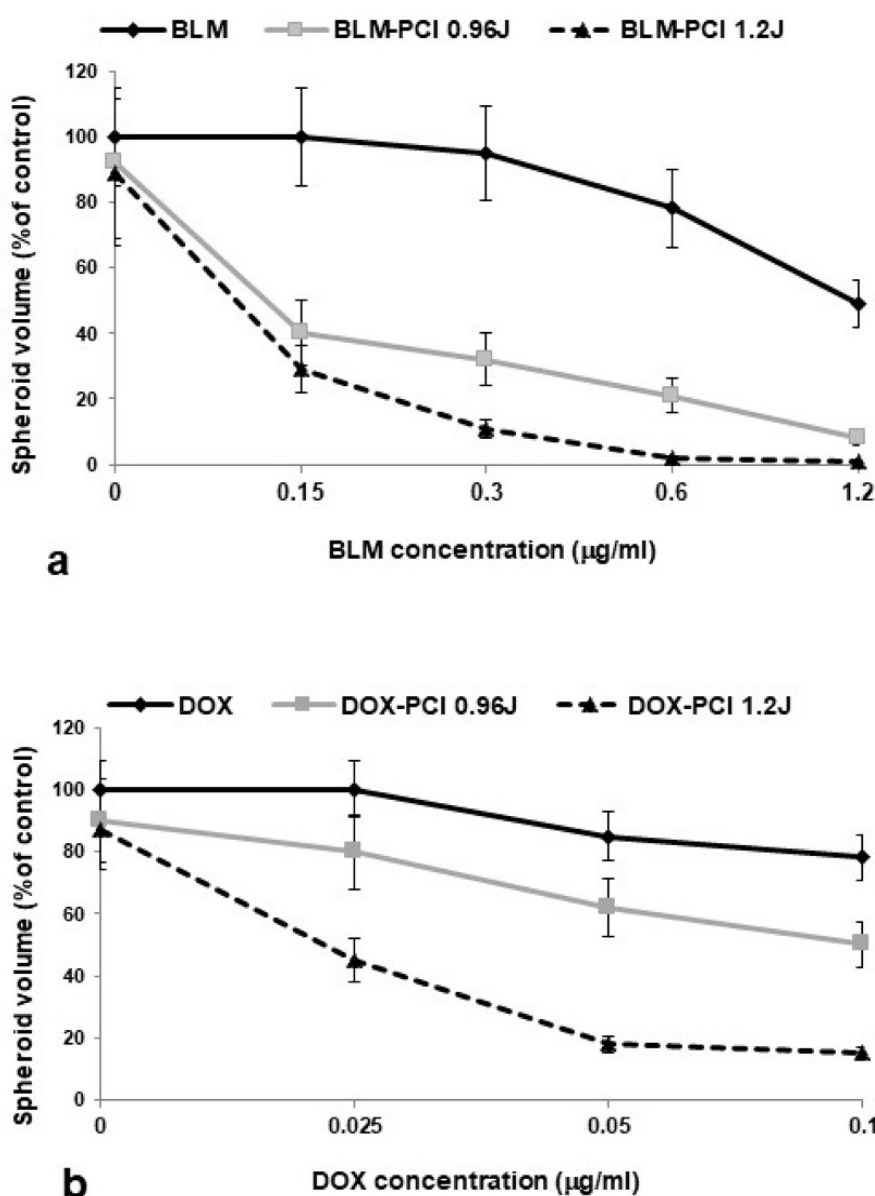 BLM BLM-PCI 0.96J BLM-PCI 1.2J
Spheroid volume (%of control)
120
100
80
60
40
20
0
0 0.15 0.3 0.6 1.2
BLM concentration (µg/ml)
a
DOX DOX-PCI 0.96J DOX-PCI 1.2J
Spheroid volume (%of control)
120
100
80
60
40
20
0
0 0.025 0.05 0.1
DOX concentration (µg/ml)
b